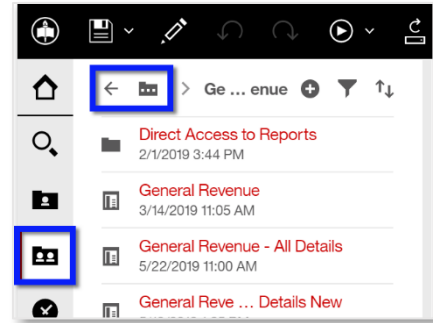 Ge ... enue
Direct Access to Reports
2/1/2019 3:44 PM
General Revenue
3/14/2019 11:05 AM
General Revenue - All Details
5/22/2019 11:00 AM
General Reve ... Details New